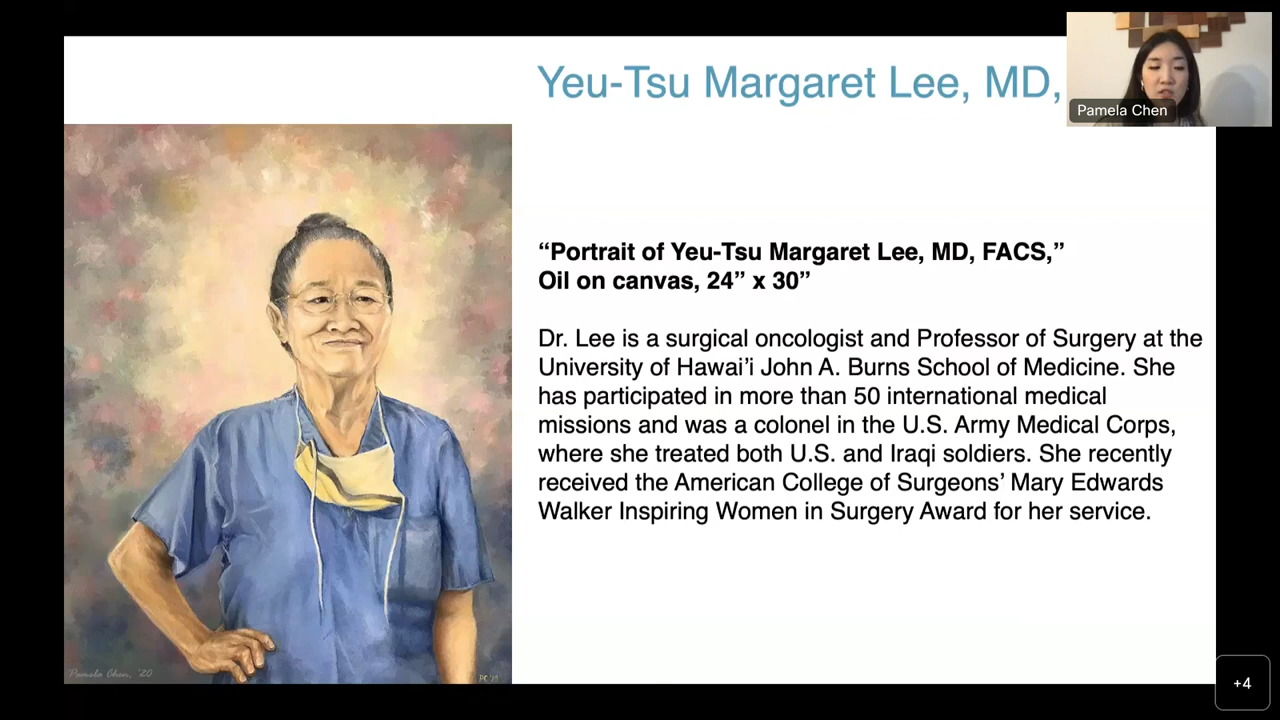 Yeu-Tsu Margaret Lee, MD,
Pamela Chen
“Portrait of Yeu-Tsu Margaret Lee, MD, FACS,”
Oil on canvas, 24” x 30”
Dr. Lee is a surgical oncologist and Professor of Surgery at the
University of Hawai’i John A. Burns School of Medicine. She
has participated in more than 50 international medical
missions and was a colonel in the U.S. Army Medical Corps,
where she treated both U.S. and Iraqi soldiers. She recently
received the American College of Surgeons’ Mary Edwards
Walker Inspiring Women in Surgery Award for her service.
Pamela Chen, '20
+4